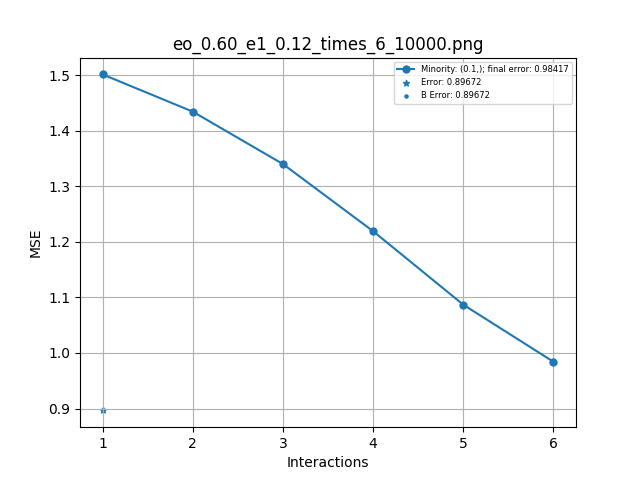 eo_0.60_e1_0.12_times_6_10000.png
Minority: (0.1,); final error: 0.98417
Error: 0.89672
B Error: 0.89672
MSE
1.5
1.4
1.3
1.2
1.1
1.0
0.9
1 2 3 4 5 6
Interactions